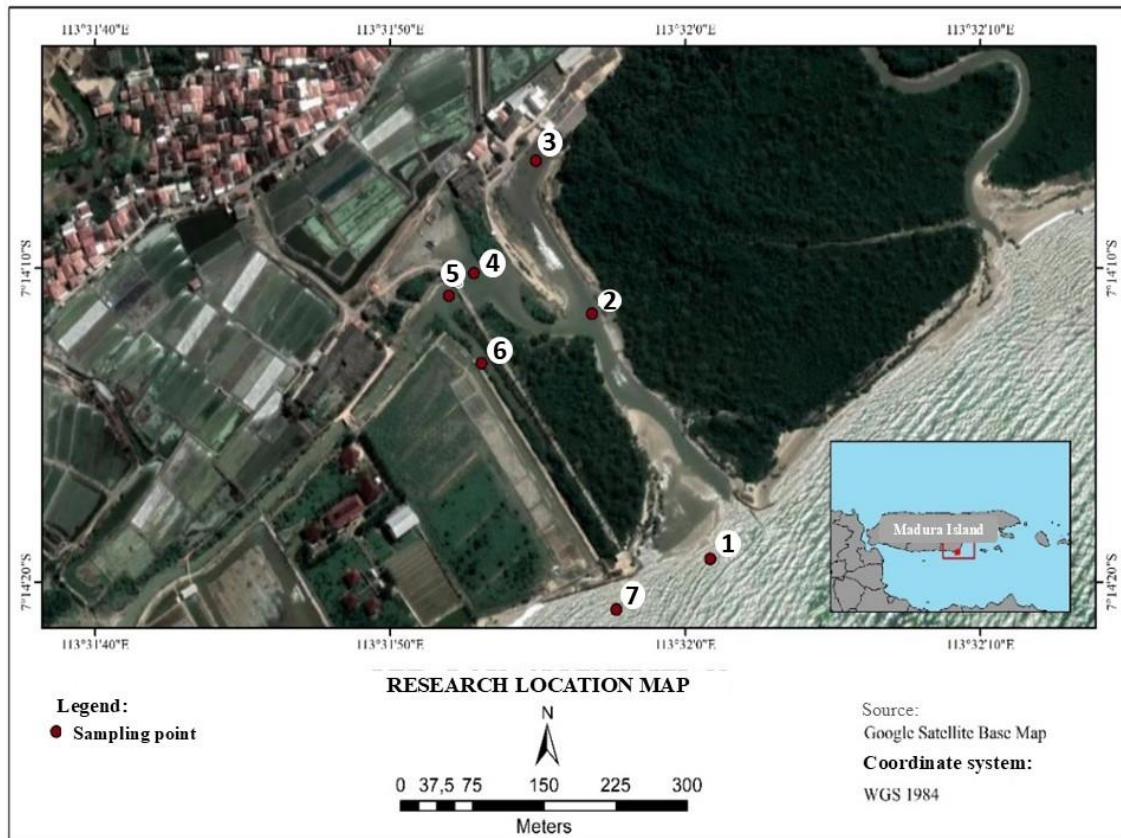 113°31'40"E 113°31'50"E 113°32'0"E 113°32'10"E
3
7°14'10"S 7°14'10"S
4
5
2
6
Madura Island
1
7°14'20"S 7°14'20"S
7
113°31'40"E 113°31'50"E 113°32'0"E 113°32'10"E
RESEARCH LOCATION MAP
Legend:
Sampling point
N
0 37,5 75 150 225 300
Meters
Source:
Google Satellite Base Map
Coordinate system:
WGS 1984